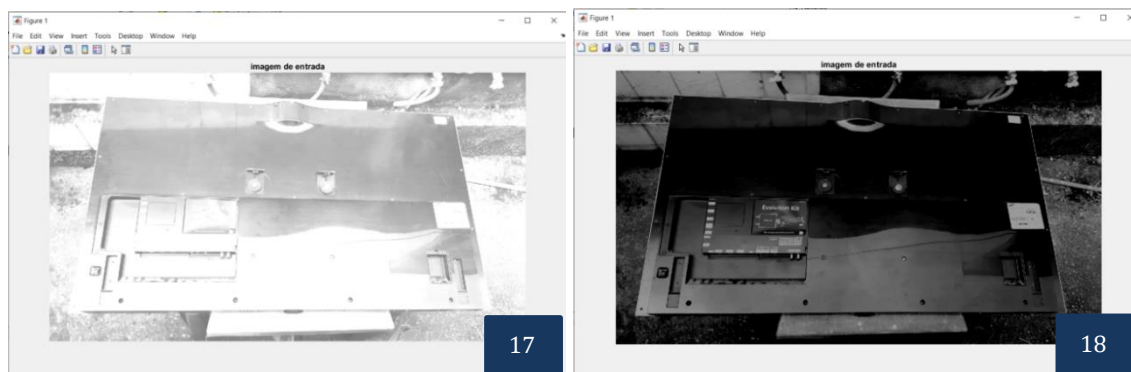 Figure 1
File Edit View Insert Tools Desktop Window Help
imagem de entrada
17
Figure 1
File Edit View Insert Tools Desktop Window Help
imagem de entrada
Evolution Kit
18